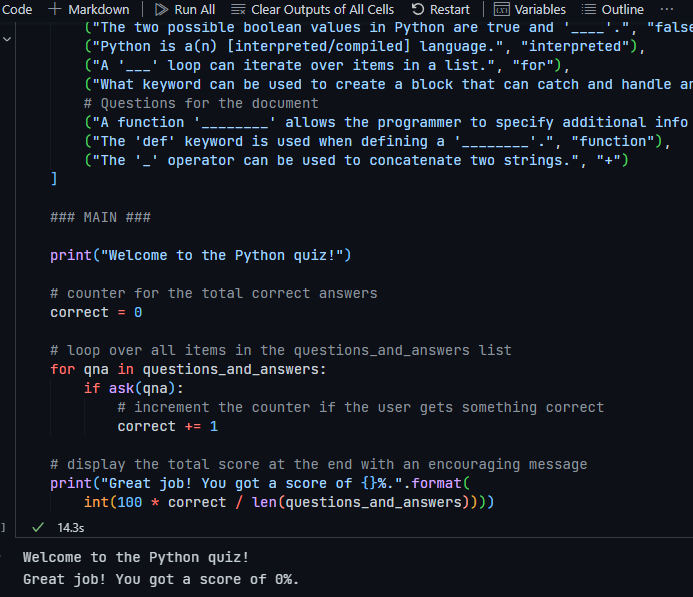 Code + Markdown | Run All Clear Outputs of All Cells Restart | Variables Outline ...
("The two possible boolean values in Python are true and '____'.", "false
("Python is a(n) [interpreted/compiled] language.", "interpreted"),
("A '___' loop can iterate over items in a list.", "for"),
("What keyword can be used to create a block that can catch and handle an
# Questions for the document
("A function '________' allows the programmer to specify additional info
("The 'def' keyword is used when defining a '________'.", "function"),
("The '_' operator can be used to concatenate two strings.", "+")
]
### MAIN ###
print("Welcome to the Python quiz!")
# counter for the total correct answers
correct = 0
# loop over all items in the questions_and_answers list
for qna in questions_and_answers:
if ask(qna):
# increment the counter if the user gets something correct
correct += 1
# display the total score at the end with an encouraging message
print("Great job! You got a score of {}%.".format(
int(100 * correct / len(questions_and_answers))))
] ✓ 14.3s
Welcome to the Python quiz!
Great job! You got a score of 0%.